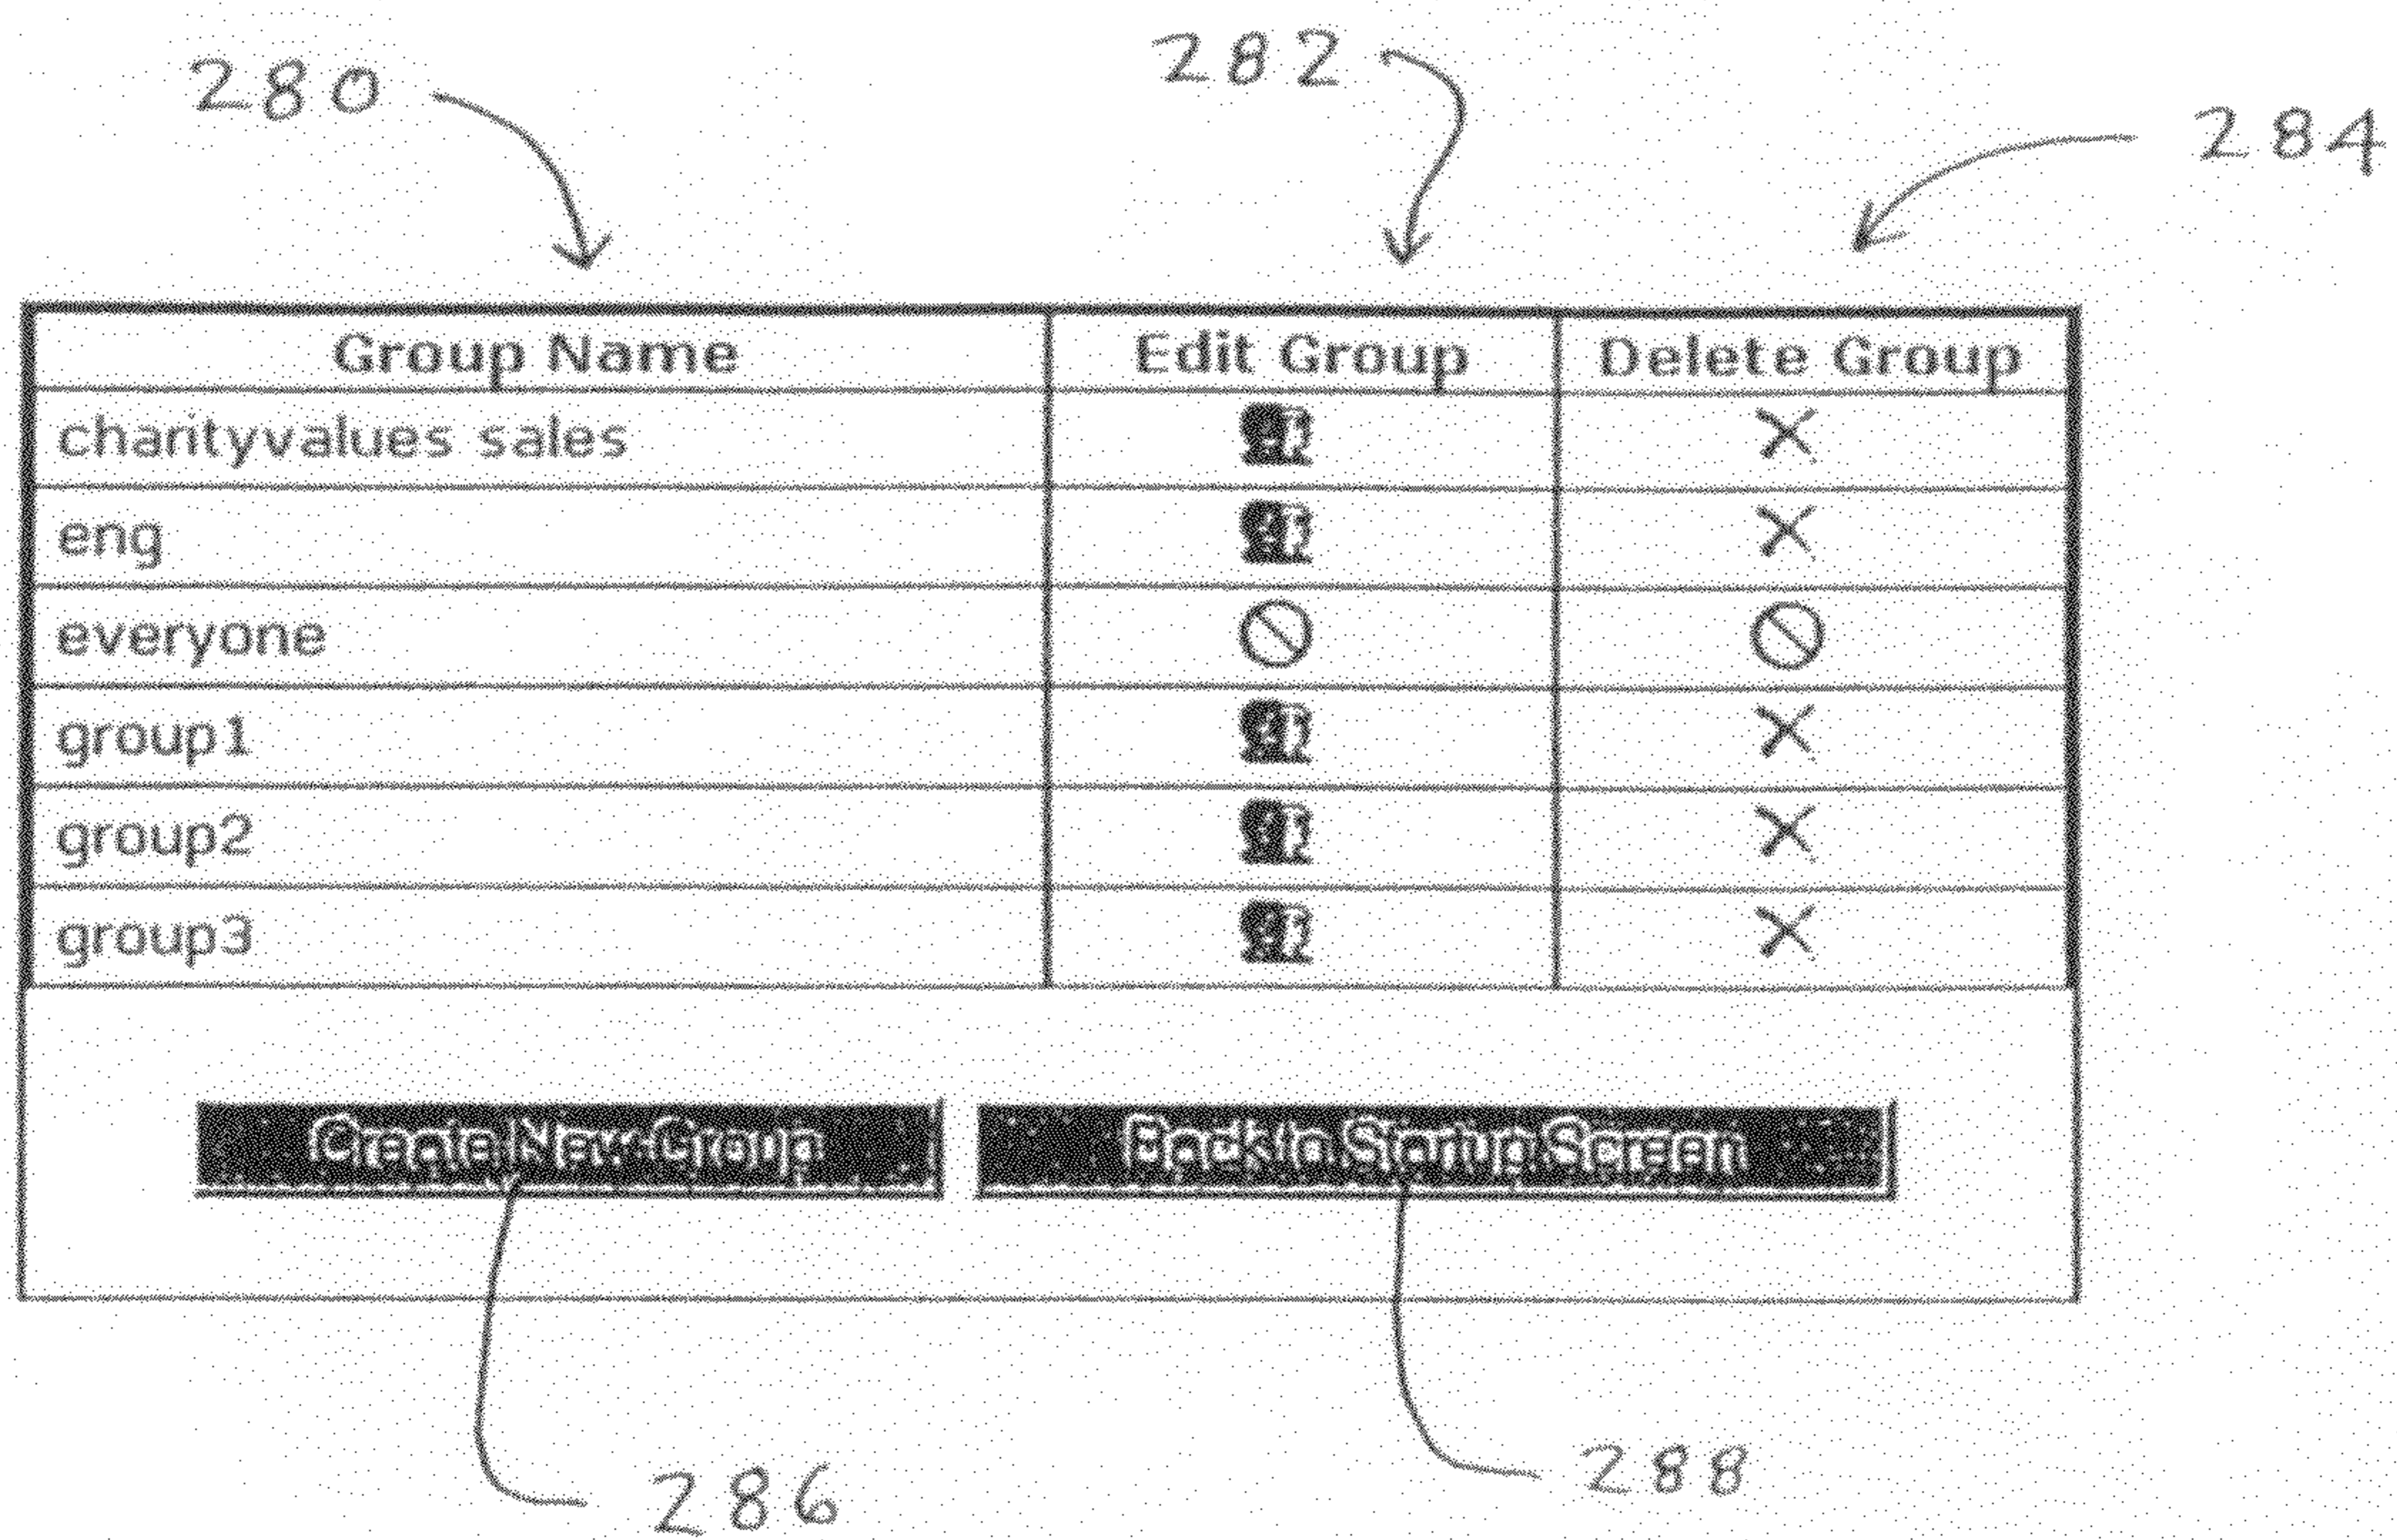 280
282
284
Group Name Edit Group Delete Group
charityvalues sales
eng
everyone
group1
group2
group3
Create New Group Back to Startup Screen
286
288